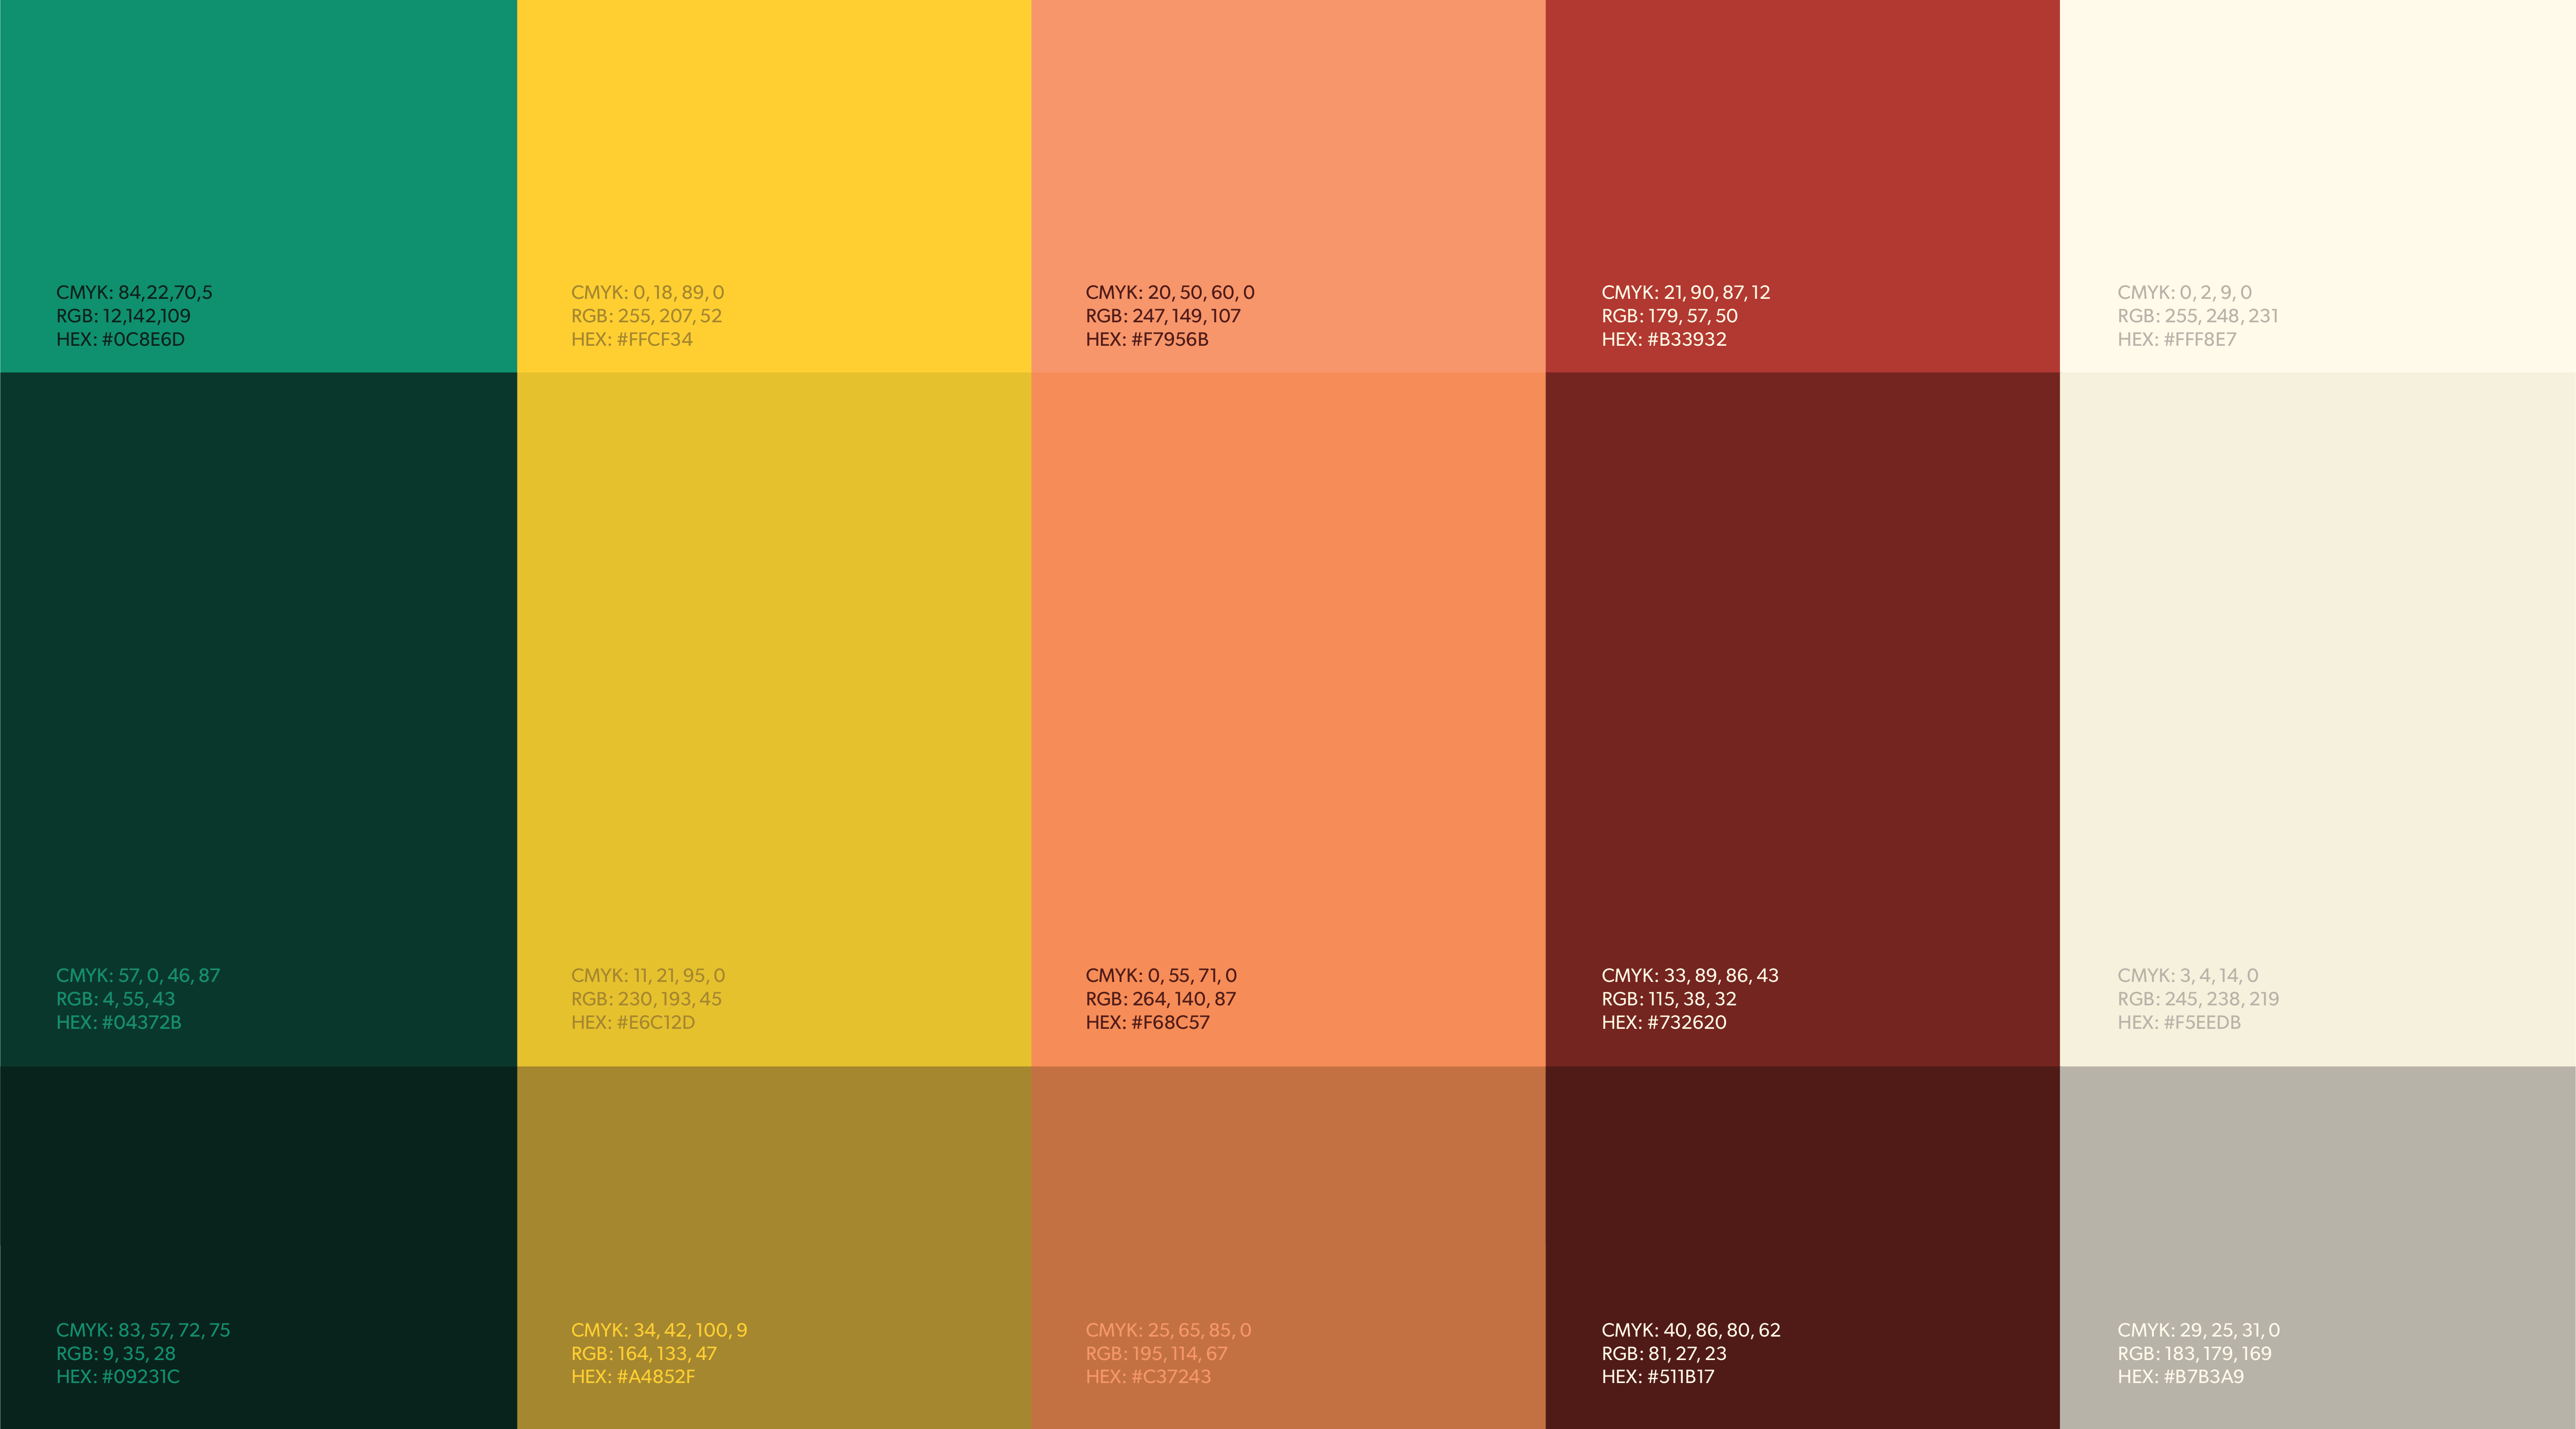 CMYK: 84,22,70,5
RGB: 12,142,109
HEX: #0C8E6D
CMYK: 0, 18, 89, 0
RGB: 255, 207, 52
HEX: #FFCF34
CMYK: 20, 50, 60, 0
RGB: 247, 149, 107
HEX: #F7956B
CMYK: 21, 90, 87, 12
RGB: 179, 57, 50
HEX: #B33932
CMYK: 0, 2, 9, 0
RGB: 255, 248, 231
HEX: #FFF8E7
CMYK: 57, 0, 46, 87
RGB: 4, 55, 43
HEX: #04372B
CMYK: 11, 21, 95, 0
RGB: 230, 193, 45
HEX: #E6C12D
CMYK: 0, 55, 71, 0
RGB: 264, 140, 87
HEX: #F68C57
CMYK: 33, 89, 86, 43
RGB: 115, 38, 32
HEX: #732620
CMYK: 3, 4, 14, 0
RGB: 245, 238, 219
HEX: #F5EEDB
CMYK: 83, 57, 72, 75
RGB: 9, 35, 28
HEX: #09231C
CMYK: 34, 42, 100, 9
RGB: 164, 133, 47
HEX: #A4852F
CMYK: 25, 65, 85, 0
RGB: 195, 114, 67
HEX: #C37243
CMYK: 40, 86, 80, 62
RGB: 81, 27, 23
HEX: #511B17
CMYK: 29, 25, 31, 0
RGB: 183, 179, 169
HEX: #B7B3A9